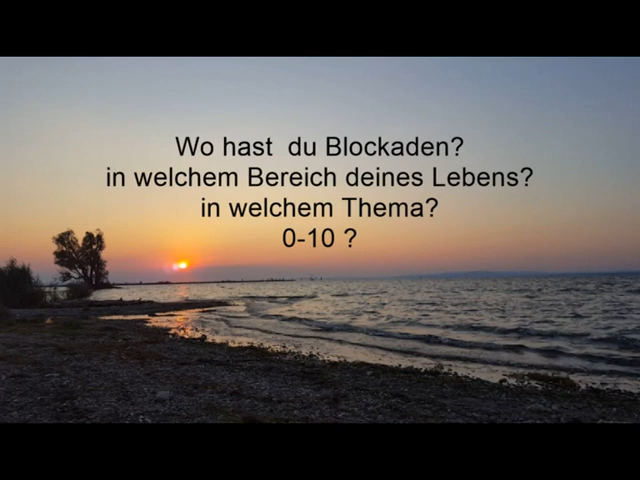 Wo hast  du Blockaden?
in welchem Bereich deines Lebens?
in welchem Thema?
0-10 ?